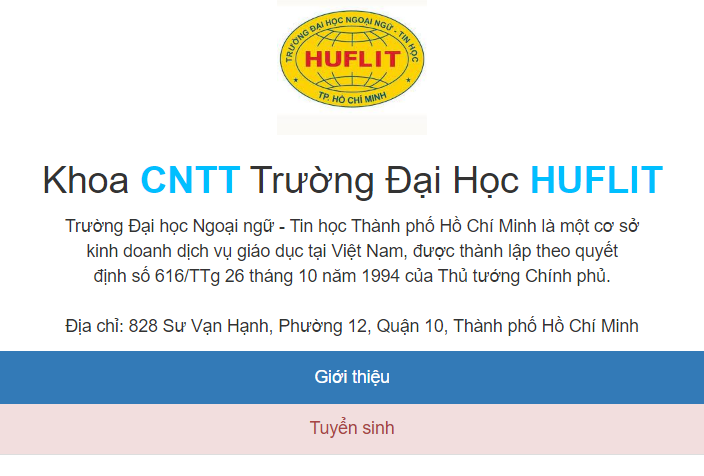 TRƯỜNG ĐẠI HỌC NGOẠI NGỮ - TIN HỌC
HUFLIT
TP. HỒ CHÍ MINH
Khoa CNTT Trường Đại Học HUFLIT
Trường Đại học Ngoại ngữ - Tin học Thành phố Hồ Chí Minh là một cơ sở
kinh doanh dịch vụ giáo dục tại Việt Nam, được thành lập theo quyết
định số 616/TTg 26 tháng 10 năm 1994 của Thủ tướng Chính phủ.
Địa chỉ: 828 Sư Vạn Hạnh, Phường 12, Quận 10, Thành phố Hồ Chí Minh
Giới thiệu
Tuyển sinh